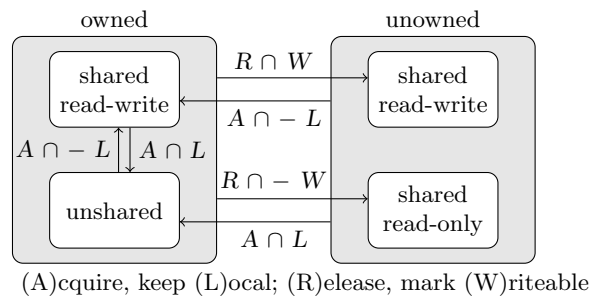 owned
unowned
shared
read-write
R ∩ W
A ∩ − L
shared
read-write
A ∩ − L
A ∩ L
unshared
R ∩ − W
A ∩ L
shared
read-only
(A)cquire, keep (L)ocal; (R)elease, mark (W)riteable